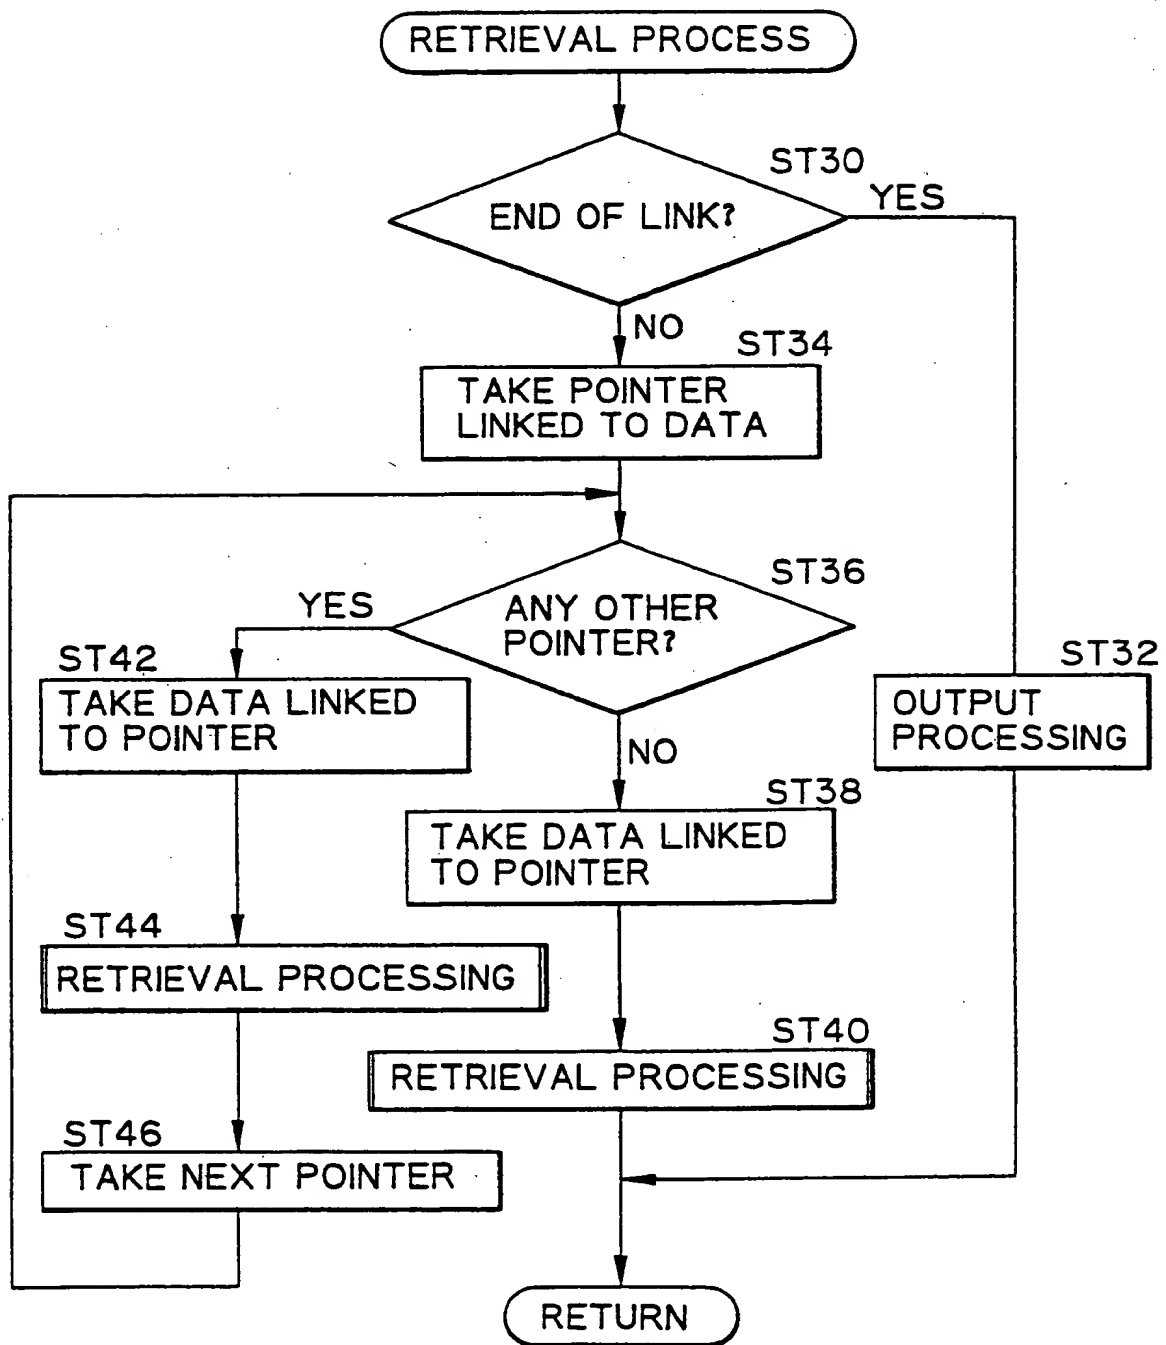 RETRIEVAL PROCESS
ST30
YES
END OF LINK?
NO
ST34
TAKE POINTER
LINKED TO DATA
ST36
YES
ANY OTHER
POINTER?
ST42
TAKE DATA LINKED
TO POINTER
ST32
OUTPUT
PROCESSING
NO
ST38
TAKE DATA LINKED
TO POINTER
ST44
RETRIEVAL PROCESSING
ST40
RETRIEVAL PROCESSING
ST46
TAKE NEXT POINTER
RETURN